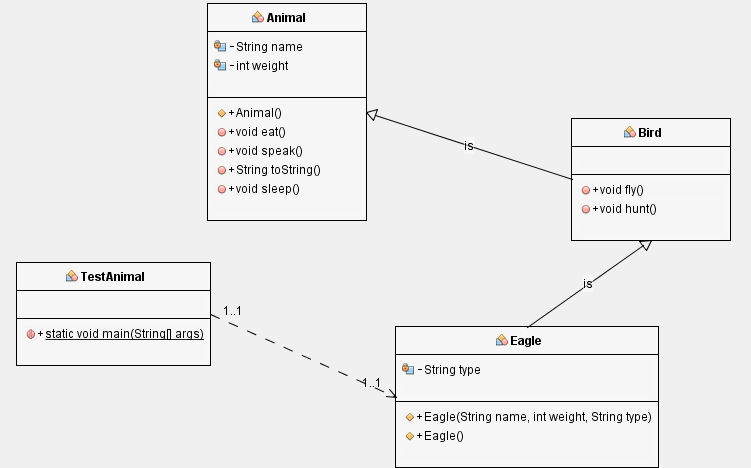 Animal
- String name
- int weight
+ Animal()
+ void eat()
+ void speak()
+ String toString()
+ void sleep()
is
Bird
+ void fly()
+ void hunt()
is
TestAnimal
+ static void main(String[] args)
1..1
1..1
Eagle
- String type
+ Eagle(String name, int weight, String type)
+ Eagle()